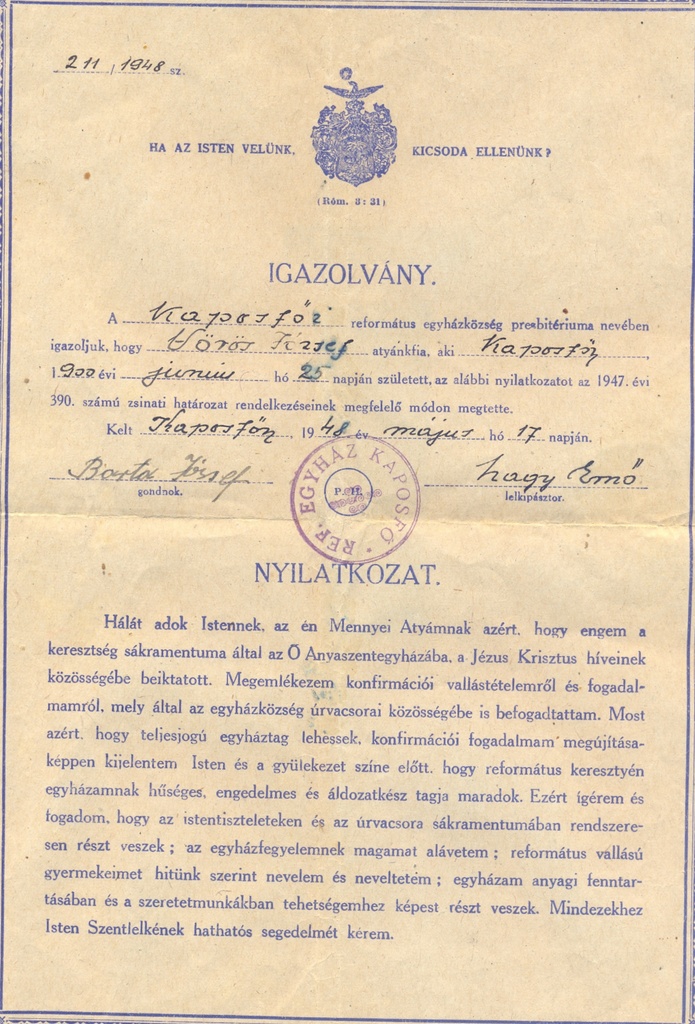 211/1948 sz.
HA AZ ISTEN VELÜNK, KICSODA ELLENÜNK?
(Róm. 8:31)
IGAZOLVÁNY.
A Kaposfői református egyházközség presbitériuma nevében
igazoljuk, hogy Vörös József atyánkfia, aki Kaposfőn,
1900 évi junius hó 25 napján született, az alábbi nyilatkozatot az 1947. évi
390. számú zsinati határozat rendelkezéseinek megfelelő módon megtette.
Kelt Kaposfőn, 1948 év május hó 17 napján.
Barta József Nagy Ernő
gondnok. lelkipásztor.
REF. EGYHÁZ KAPOSFŐ
P. H.
NYILATKOZAT.
Hálát adok Istennek, az én Mennyei Atyámnak azért, hogy engem a
keresztség sákramentuma által az Ő Anyaszentegyházába, a Jézus Krisztus híveinek
közösségébe beiktatott. Megemlékezem konfirmációi vallástételemről és fogadal-
mamról, mely által az egyházközség úrvacsorai közösségébe is befogadtattam. Most
azért, hogy teljesjogú egyháztag lehessek, konfirmációi fogadalmam megújítása-
képpen kijelentem Isten és a gyülekezet színe előtt, hogy református keresztyén
egyházamnak hűséges, engedelmes és áldozatkész tagja maradok. Ezért ígérem és
fogadom, hogy az istentiszteleteken és az úrvacsora sákramentumában rendszere-
sen részt veszek; az egyházfegyelemnek magamat alávetem; református vallású
gyermekeimet hitünk szerint nevelem és neveltetem; egyházam anyagi fenntar-
tásában és a szeretetmunkákban tehetségemhez képest részt veszek. Mindezekhez
Isten Szentlelkének hathatós segedelmét kérem.